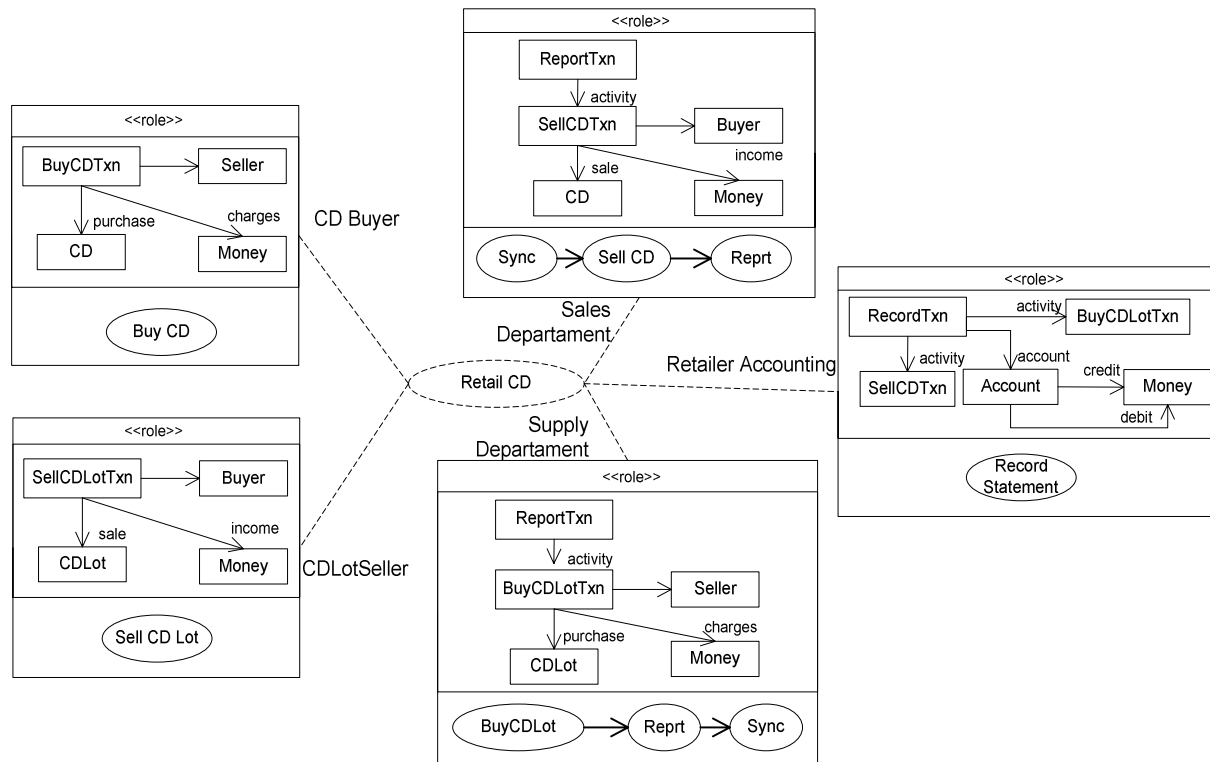 <<role>>
ReportTxn
activity
SellCDTxn
Buyer
income
sale
CD
Money
Sync
Sell CD
Reprt
<<role>>
BuyCDTxn
Seller
purchase
charges
CD
Money
Buy CD
CD Buyer
Sales
Departament
Retail CD
Retailer Accounting
<<role>>
RecordTxn
activity
BuyCDLotTxn
activity
account
credit
SellCDTxn
Account
Money
debit
Record
Statement
<<role>>
SellCDLotTxn
Buyer
sale
income
CDLot
Money
Sell CD Lot
CDLotSeller
Supply
Departament
<<role>>
ReportTxn
activity
BuyCDLotTxn
Seller
purchase
charges
CDLot
Money
BuyCDLot
Reprt
Sync